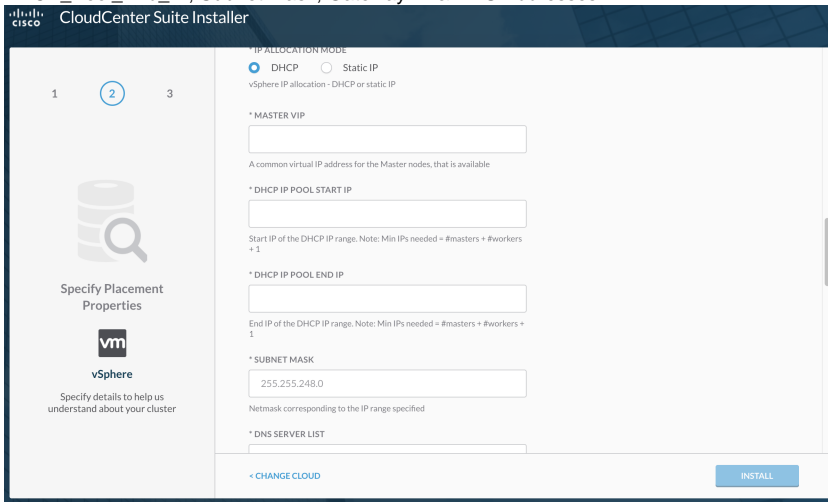 CISCO CloudCenter Suite Installer
* IP ALLOCATION MODE
DHCP Static IP
vSphere IP allocation - DHCP or static IP
1 2 3
* MASTER VIP
A common virtual IP address for the Master nodes, that is available
* DHCP IP POOL START IP
Start IP of the DHCP IP range. Note: Min IPs needed = #masters + #workers
+ 1
* DHCP IP POOL END IP
End IP of the DHCP IP range. Note: Min IPs needed = #masters + #workers +
1
* SUBNET MASK
255.255.248.0
Netmask corresponding to the IP range specified
* DNS SERVER LIST
Specify Placement
Properties
vm
vSphere
Specify details to help us
understand about your cluster
< CHANGE CLOUD
INSTALL